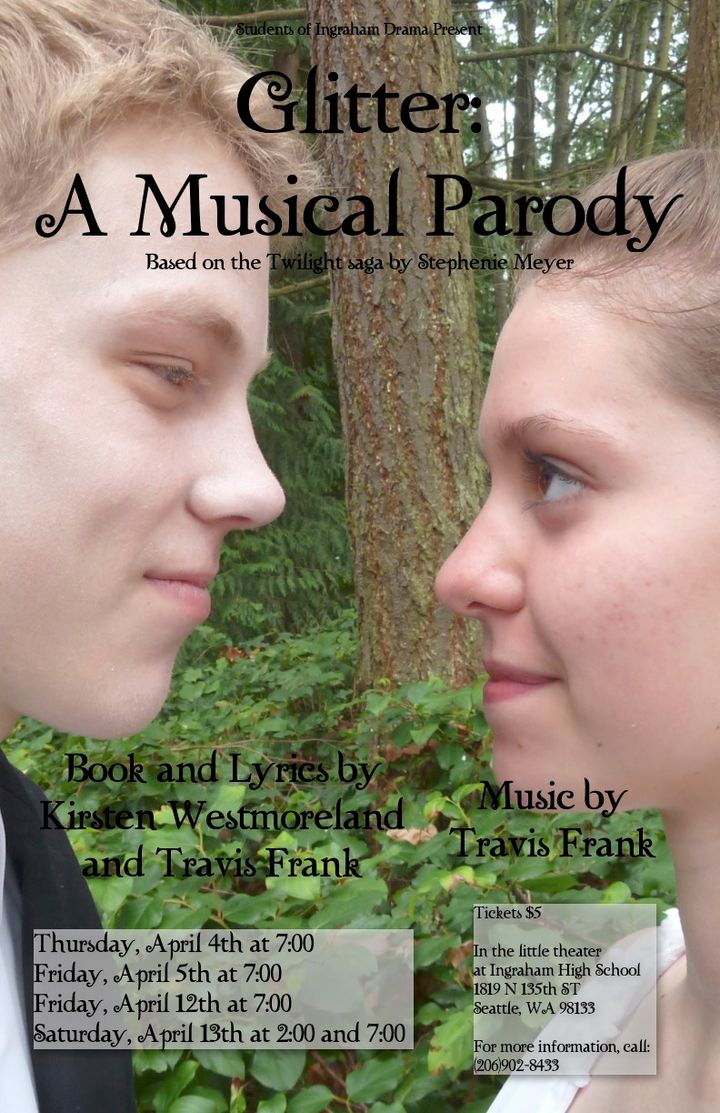 Students of Ingraham Drama Present
Glitter:
A Musical Parody
Based on the Twilight saga by Stephenie Meyer
Book and Lyrics by
Kirsten Westmoreland
and Travis Frank
Music by
Travis Frank
Thursday, April 4th at 7:00
Friday, April 5th at 7:00
Friday, April 12th at 7:00
Saturday, April 13th at 2:00 and 7:00
Tickets $5
In the little theater
at Ingraham High School
1819 N 135th ST
Seattle, WA 98133
For more information, call:
(206)902-8433